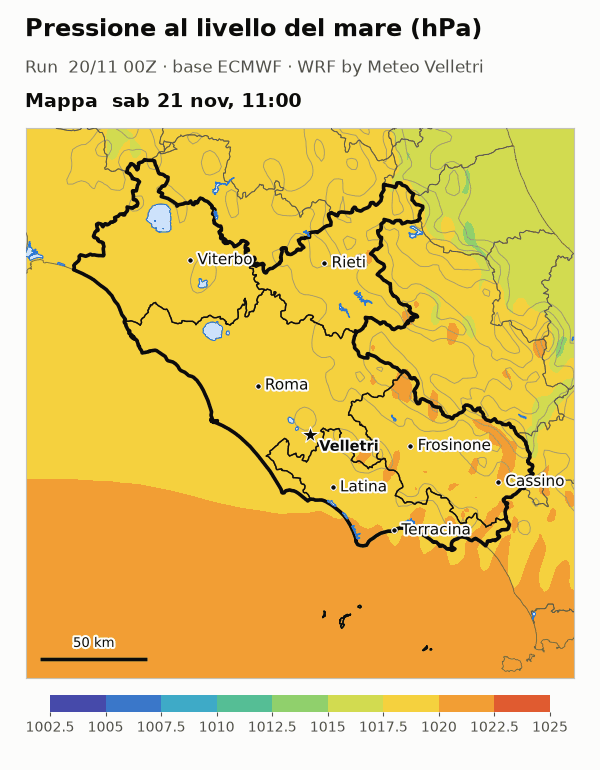 Pressione al livello del mare (hPa)
Run  20/11 00Z · base ECMWF · WRF by Meteo Velletri
Mappa  sab 21 nov, 11:00
Viterbo
Rieti
Roma
Velletri
Frosinone
Cassino
Latina
Terracina
50 km
1002.5 1005 1007.5 1010 1012.5 1015 1017.5 1020 1022.5 1025